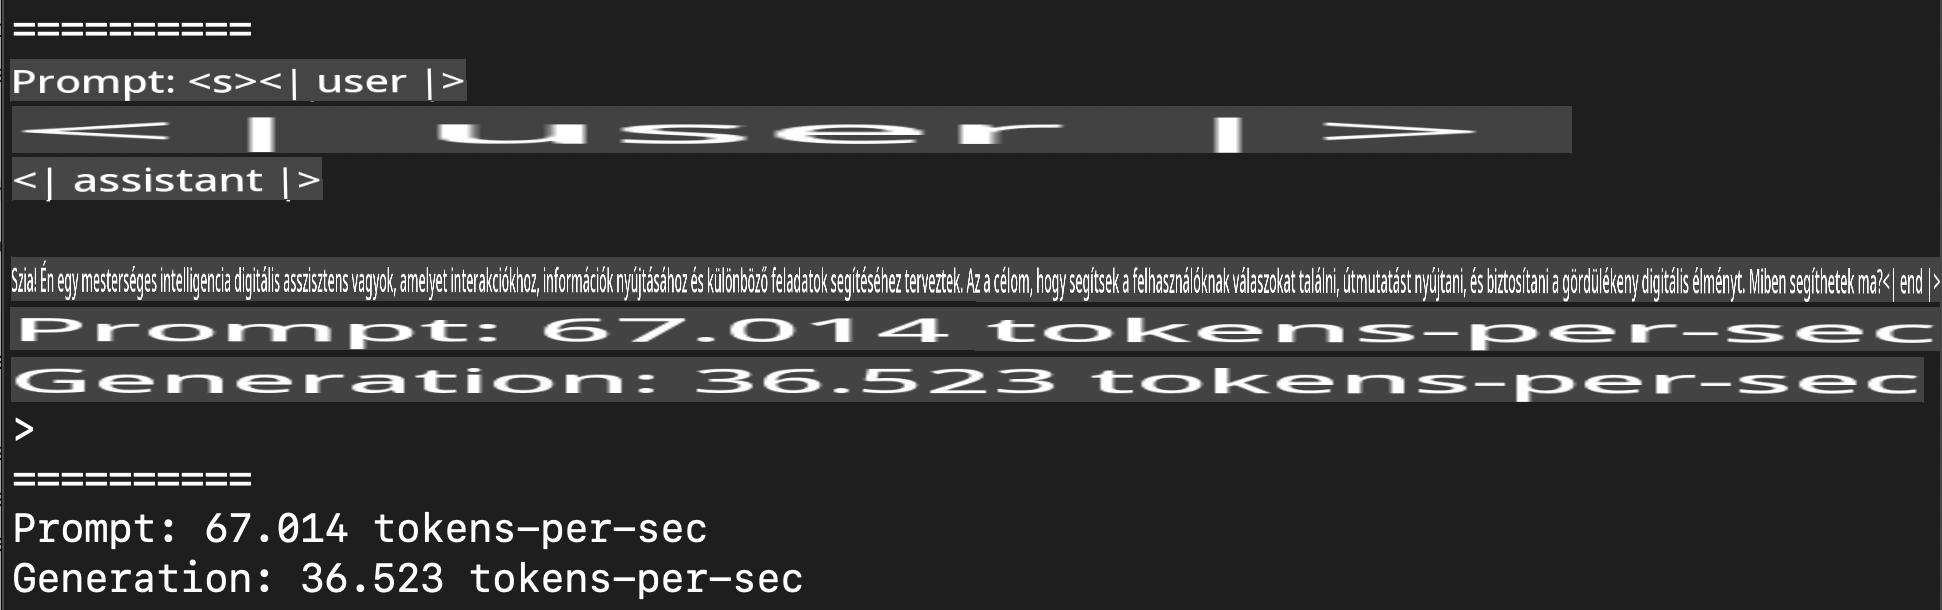 ==========
Prompt: <s><| user |>
<| user |>
<| assistant |>
Szia! Én egy mesterséges intelligencia digitális asszisztens vagyok, amelyet interakciókhoz, információk nyújtásához és különböző feladatok segítéséhez terveztek. Az a célom, hogy segítsek a felhasználóknak válaszokat találni, útmutatást nyújtani, és biztosítani a gördülékeny digitális élményt. Miben segíthetek ma?<| end |>
Prompt: 67.014 tokens-per-sec
Generation: 36.523 tokens-per-sec
>
==========
Prompt: 67.014 tokens-per-sec
Generation: 36.523 tokens-per-sec